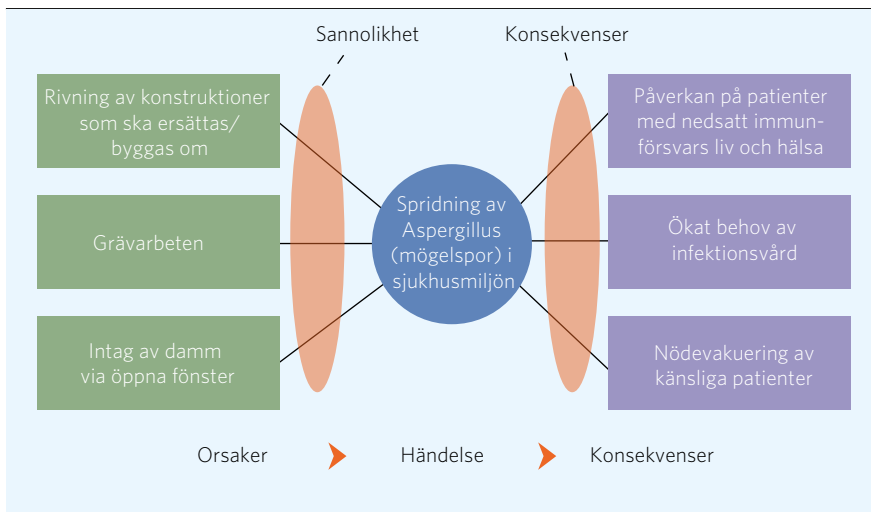 Sannolikhet
Konsekvenser
Rivning av konstruktioner
som ska ersättas/
byggas om
Grävarbeten
Intag av damm
via öppna fönster
Spridning av
Aspergillus
(mögelspor) i
sjukhusmiljön
Påverkan på patienter
med nedsatt immun-
försvars liv och hälsa
Ökat behov av
infektionsvård
Nödevakuering av
känsliga patienter
Orsaker
Händelse
Konsekvenser